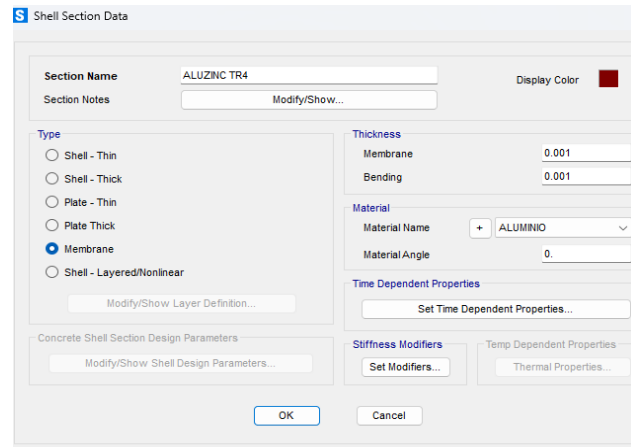 S Shell Section Data
Section Name ALUZINC TR4 Display Color
Section Notes Modify/Show...
Type
Shell - Thin
Shell - Thick
Plate - Thin
Plate Thick
Membrane
Shell - Layered/Nonlinear
Modify/Show Layer Definition...
Concrete Shell Section Design Parameters
Modify/Show Shell Design Parameters...
Thickness
Membrane 0.001
Bending 0.001
Material
Material Name + ALUMINIO
Material Angle 0.
Time Dependent Properties
Set Time Dependent Properties...
Stiffness Modifiers
Set Modifiers...
Temp Dependent Properties
Thermal Properties...
OK Cancel